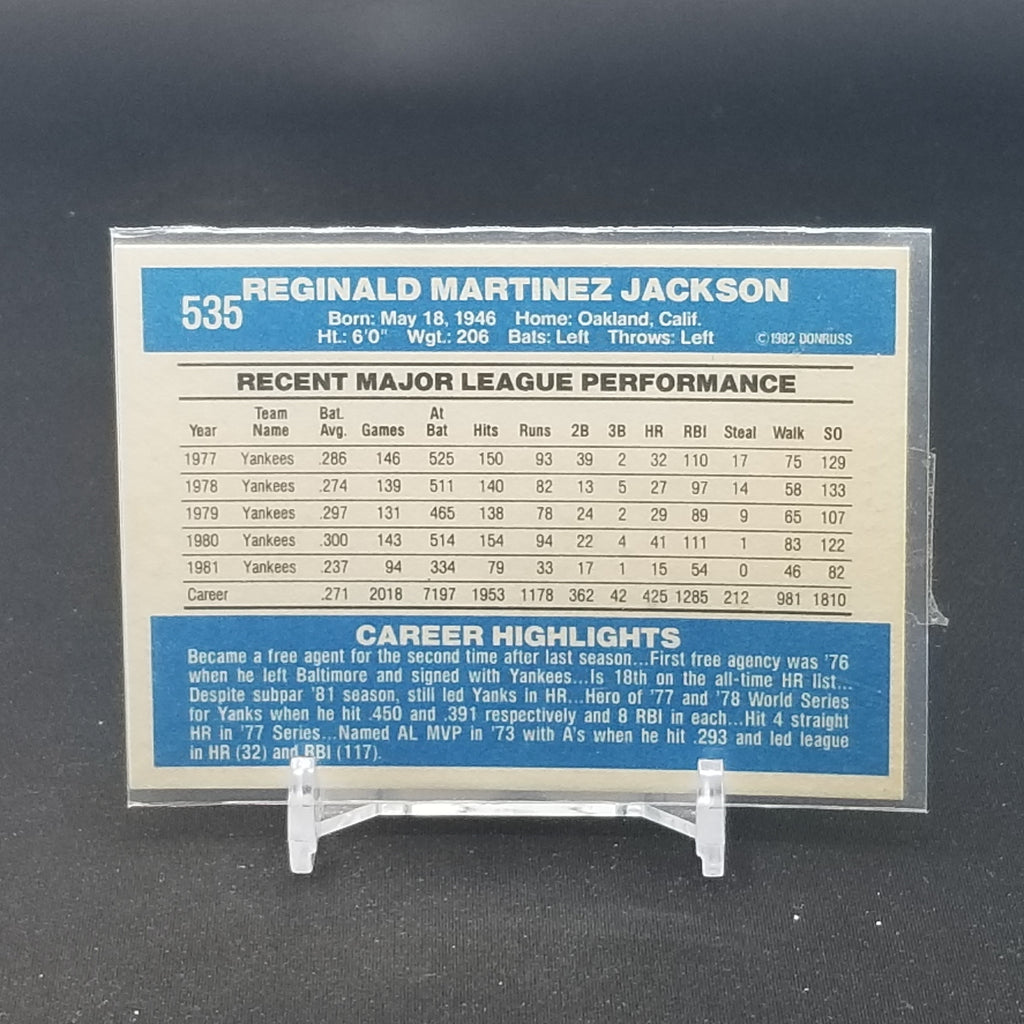 535
REGINALD MARTINEZ JACKSON
Born: May 18, 1946 Home: Oakland, Calif.
Ht.: 6'0" Wgt.: 206 Bats: Left Throws: Left
©1982 DONRUSS
RECENT MAJOR LEAGUE PERFORMANCE
Year Team Name Bat. Avg. Games At Bat Hits Runs 2B 3B HR RBI Steal Walk SO
1977 Yankees .286 146 525 150 93 39 2 32 110 17 75 129
1978 Yankees .274 139 511 140 82 13 5 27 97 14 58 133
1979 Yankees .297 131 465 138 78 24 2 29 89 9 65 107
1980 Yankees .300 143 514 154 94 22 4 41 111 1 83 122
1981 Yankees .237 94 334 79 33 17 1 15 54 0 46 82
Career .271 2018 7197 1953 1178 362 42 425 1285 212 981 1810
CAREER HIGHLIGHTS
Became a free agent for the second time after last season...First free agency was '76
when he left Baltimore and signed with Yankees...Is 18th on the all-time HR list...
Despite subpar '81 season, still led Yanks in HR...Hero of '77 and '78 World Series
for Yanks when he hit .450 and .391 respectively and 8 RBI in each...Hit 4 straight
HR in '77 Series...Named AL MVP in '73 with A's when he hit .293 and led league
in HR (32) and RBI (117).